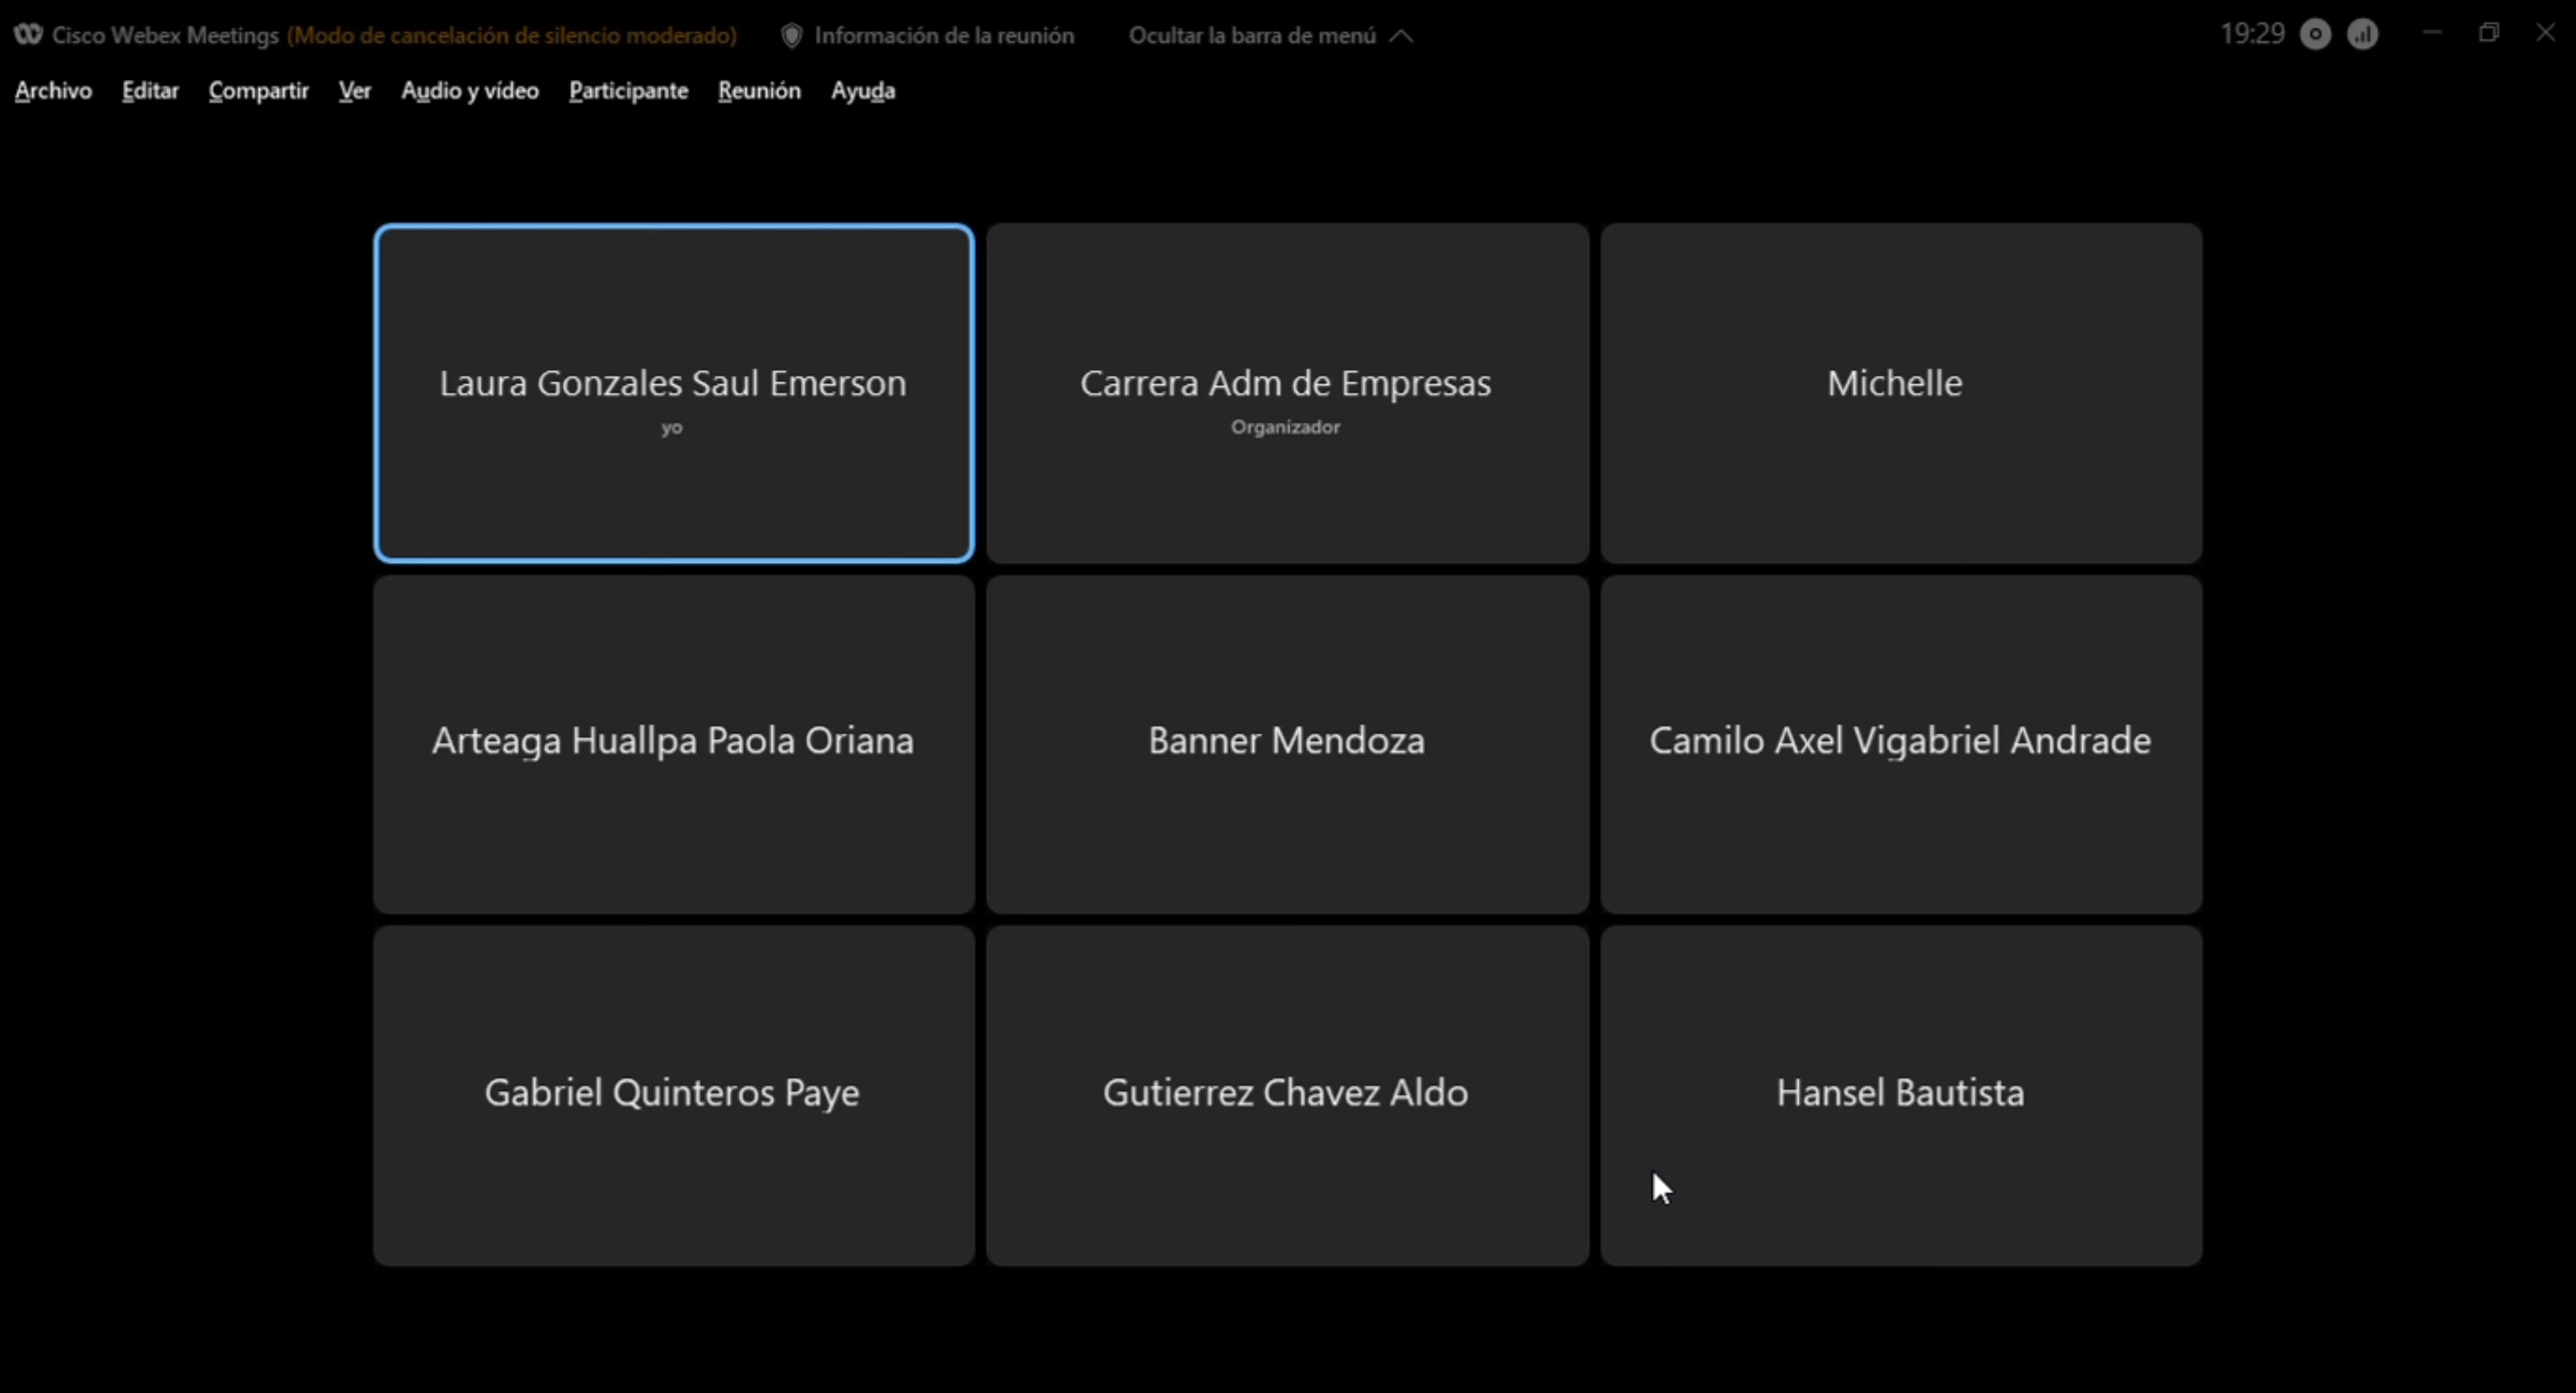 Cisco Webex Meetings (Modo de cancelación de silencio moderado) Información de la reunión Ocultar la barra de menú 19:29
Archivo Editar Compartir Ver Audio y vídeo Participante Reunión Ayuda
Laura Gonzales Saul Emerson
yo
Carrera Adm de Empresas
Organizador
Michelle
Arteaga Huallpa Paola Oriana
Banner Mendoza
Camilo Axel Vigabriel Andrade
Gabriel Quinteros Paye
Gutierrez Chavez Aldo
Hansel Bautista